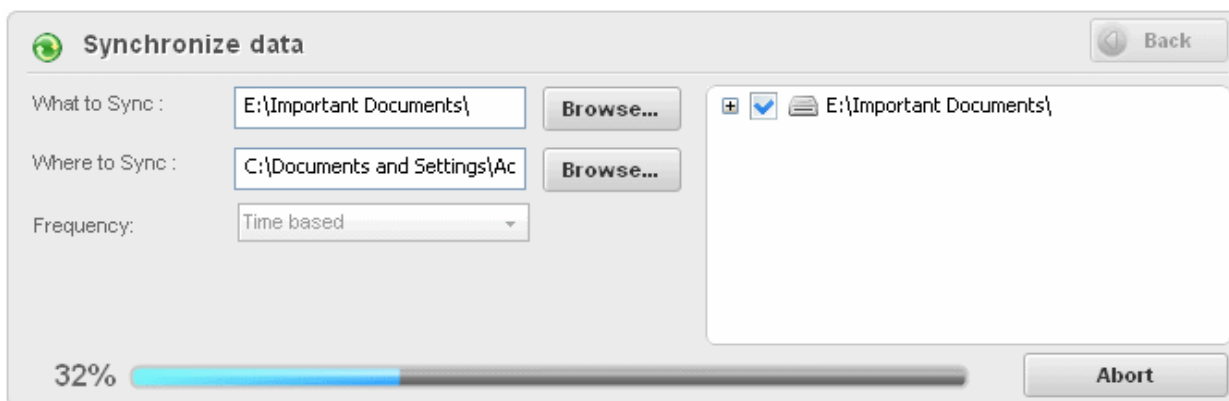 Synchronize data
Back
What to Sync :
E:\Important Documents\
Browse...
E:\Important Documents\
Where to Sync :
C:\Documents and Settings\Ac
Browse...
Frequency:
Time based
32%
Abort